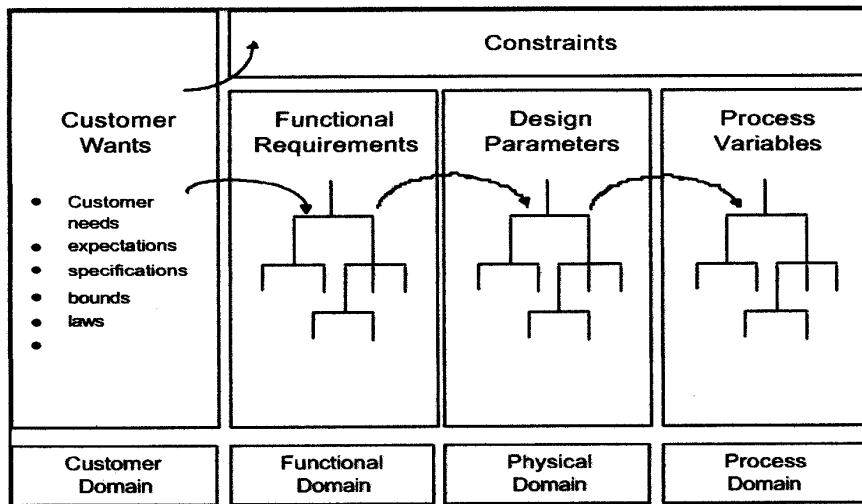 Constraints
Customer
Wants
Functional
Requirements
Design
Parameters
Process
Variables
• Customer
needs
• expectations
• specifications
• bounds
• laws
•
Customer
Domain
Functional
Domain
Physical
Domain
Process
Domain